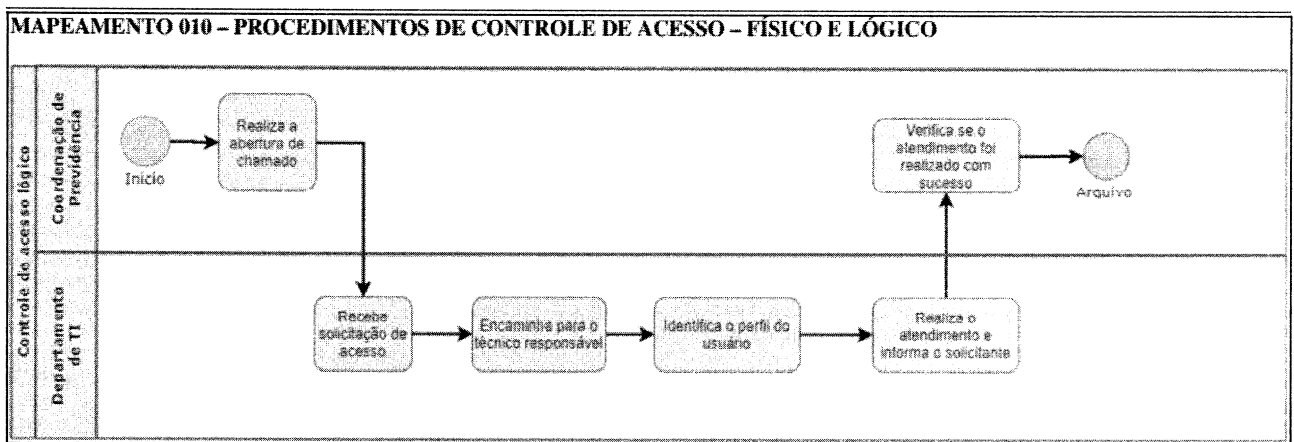 MAPEAMENTO 010 – PROCEDIMENTOS DE CONTROLE DE ACESSO – FÍSICO E LÓGICO
Controle de acesso lógico
Coordenação de
Previdência
Início
Realiza a
abertura de
chamado
Verifica se o
atendimento foi
realizado com
sucesso
Arquivo
Departamento
de TI
Recebe
solicitação de
acesso
Encaminha para o
técnico responsável
Identifica o perfil do
usuário
Realiza o
atendimento e
informa o solicitante